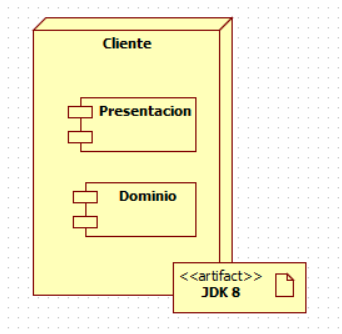 Cliente
Presentacion
Dominio
<<artifact>>
JDK 8